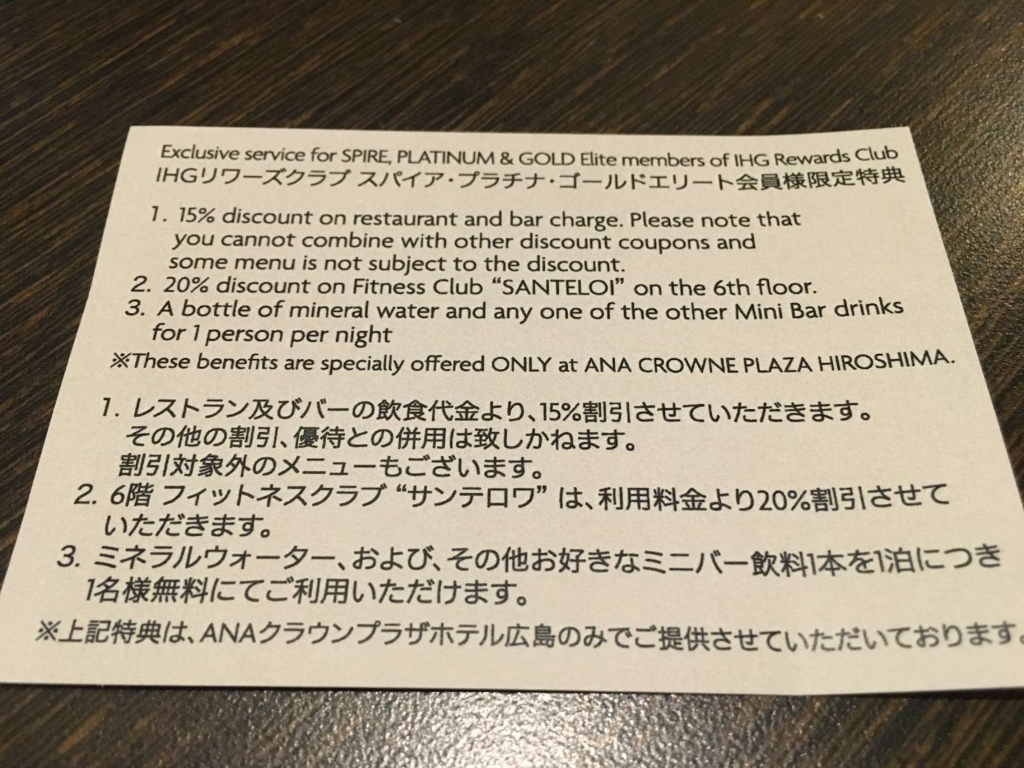 Exclusive service for SPIRE, PLATINUM & GOLD Elite members of IHG Rewards Club
IHGリワーズクラブ スパイア・プラチナ・ゴールドエリート会員様限定特典
1. 15% discount on restaurant and bar charge. Please note that
you cannot combine with other discount coupons and
some menu is not subject to the discount.
2. 20% discount on Fitness Club “SANTELOI” on the 6th floor.
3. A bottle of mineral water and any one of the other Mini Bar drinks
for 1 person per night
※These benefits are specially offered ONLY at ANA CROWNE PLAZA HIROSHIMA.
1. レストラン及びバーの飲食代金より、15%割引させていただきます。
その他の割引、優待との併用は致しかねます。
割引対象外のメニューもございます。
2. 6階 フィットネスクラブ “サンテロワ” は、利用料金より20%割引させて
いただきます。
3. ミネラルウォーター、および、その他お好きなミニバー飲料1本を1泊につき
1名様無料にてご利用いただけます。
※上記特典は、ANAクラウンプラザホテル広島のみでご提供させていただいております。